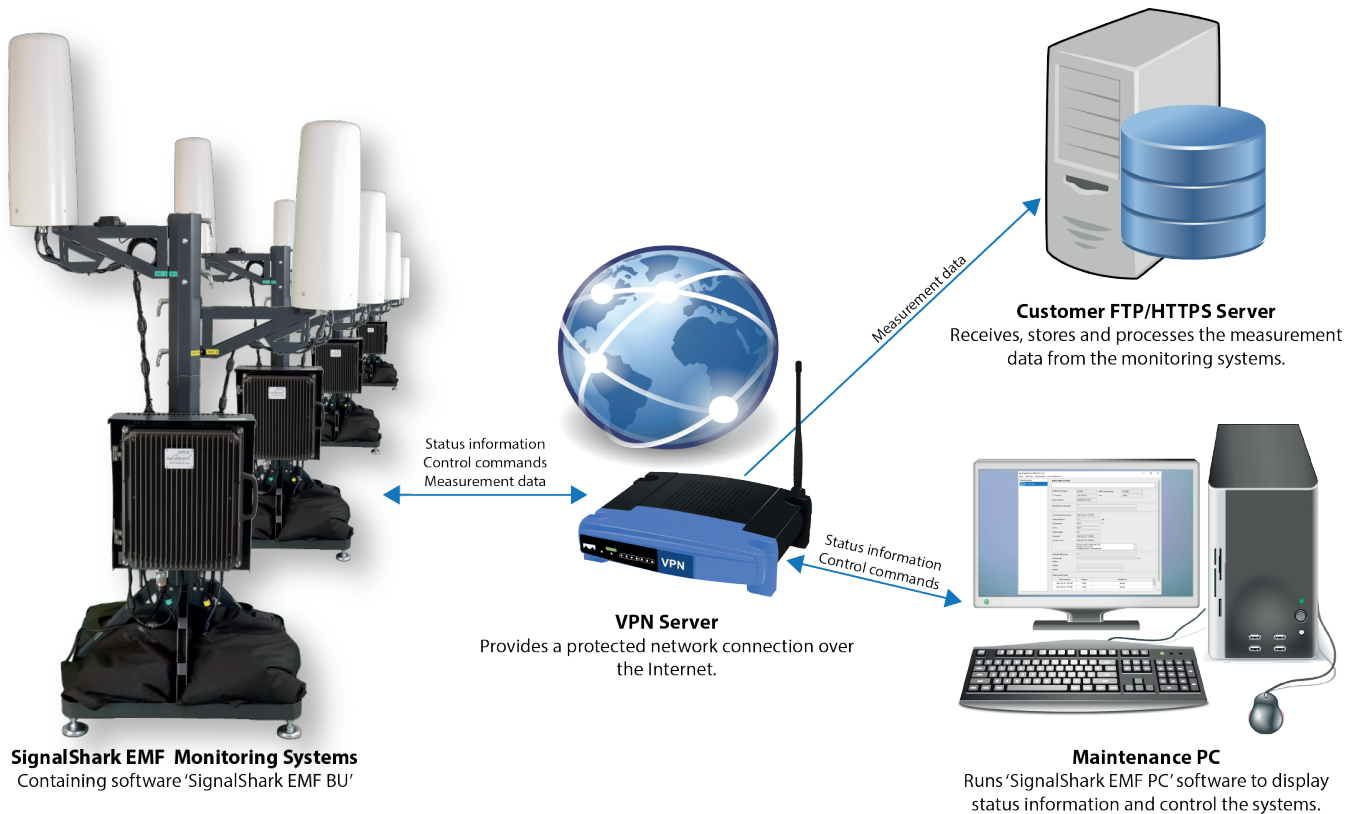 Measurement data
Customer FTP/HTTPS Server
Receives, stores and processes the measurement
data from the monitoring systems.
Status information
Control commands
Measurement data
VPN
Status information
Control commands
VPN Server
Provides a protected network connection over
the Internet.
SignalShark EMF Monitoring Systems
Containing software 'SignalShark EMF BU'
Maintenance PC
Runs 'SignalShark EMF PC' software to display
status information and control the systems.